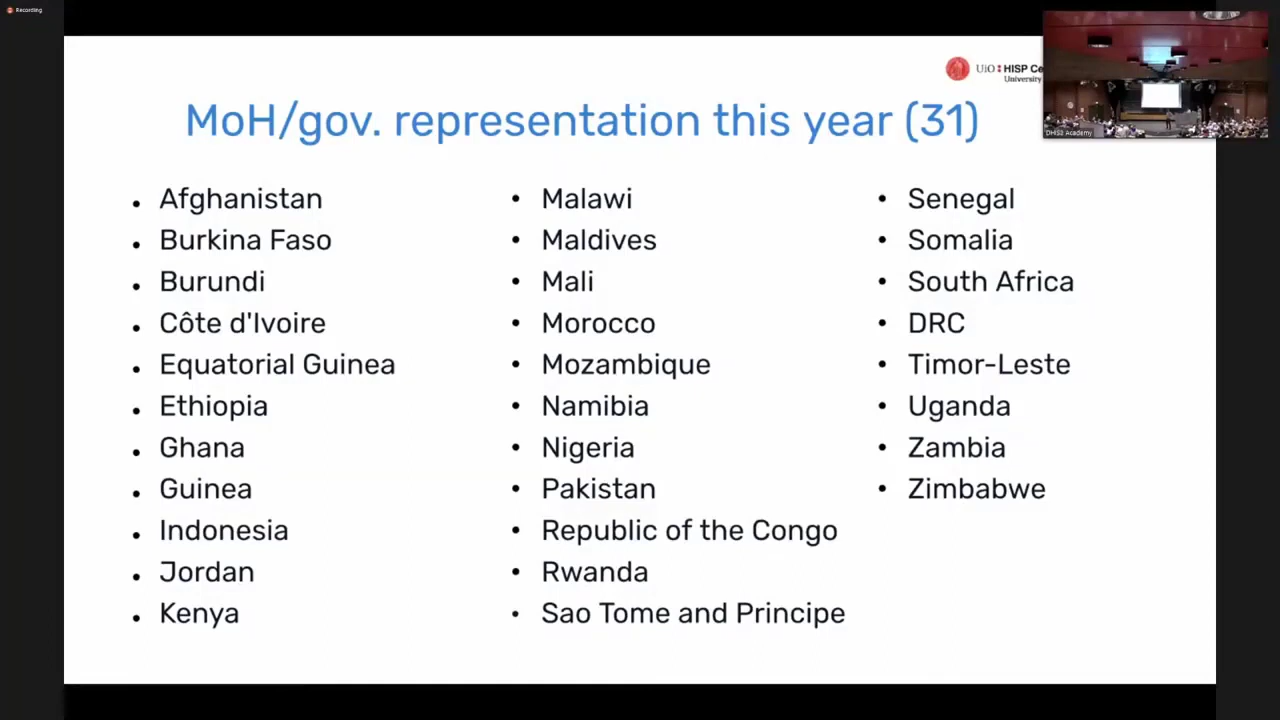 Recording
UiO HISP Ce
University
MoH/gov. representation this year (31)
DHIS2 Academy
• Afghanistan
• Burkina Faso
• Burundi
• Côte d'Ivoire
• Equatorial Guinea
• Ethiopia
• Ghana
• Guinea
• Indonesia
• Jordan
• Kenya
• Malawi
• Maldives
• Mali
• Morocco
• Mozambique
• Namibia
• Nigeria
• Pakistan
• Republic of the Congo
• Rwanda
• Sao Tome and Principe
• Senegal
• Somalia
• South Africa
• DRC
• Timor-Leste
• Uganda
• Zambia
• Zimbabwe